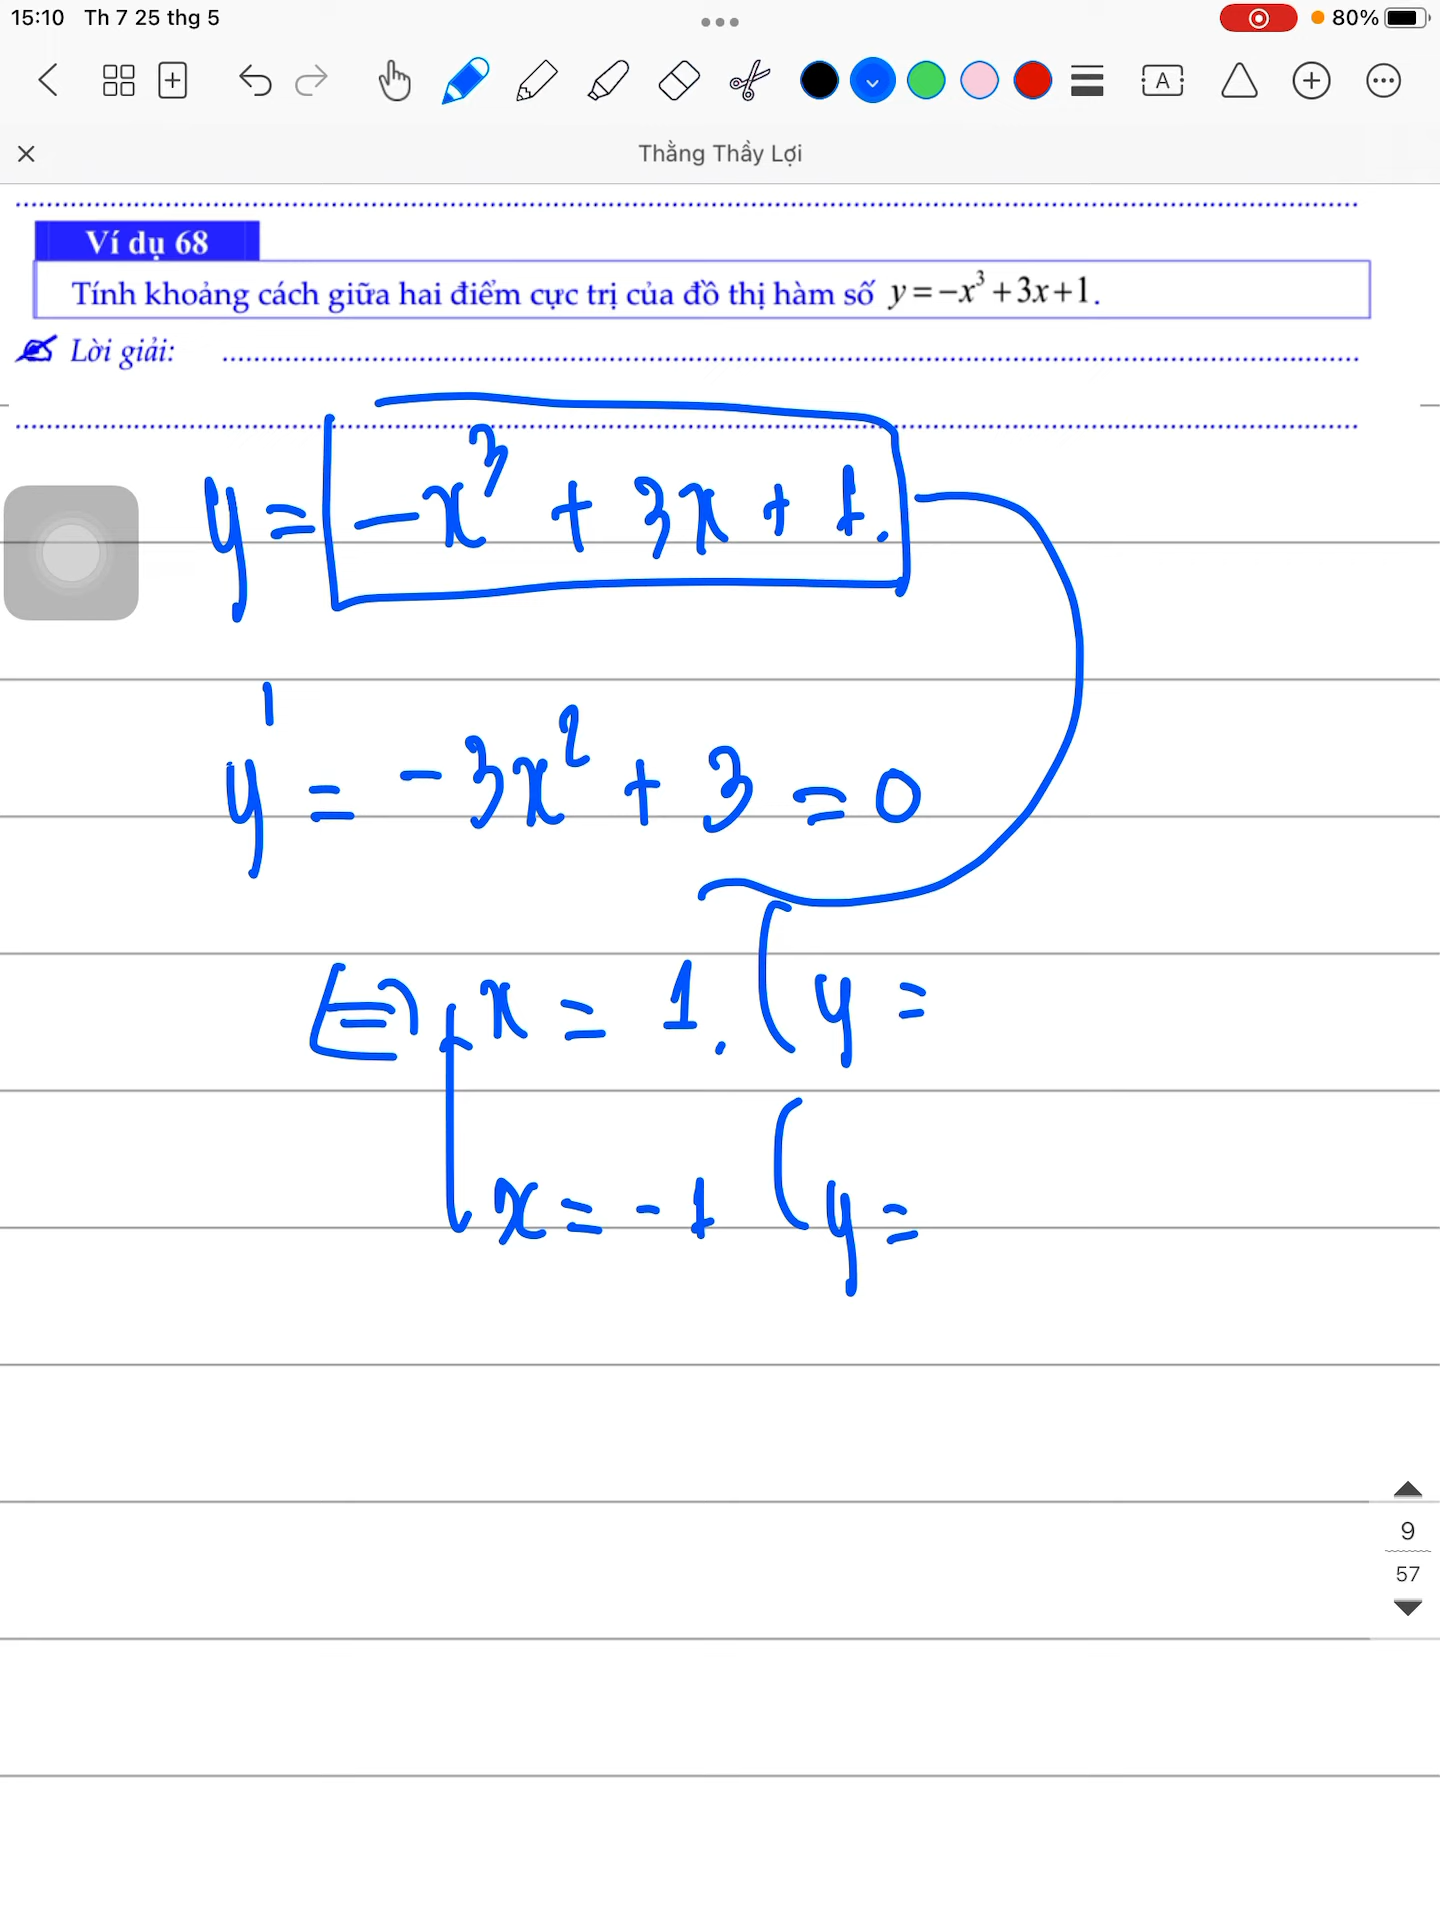 15:10 Th 7 25 thg 5
80%
A
Thằng Thầy Lợi
Ví dụ 68
Tính khoảng cách giữa hai điểm cực trị của đồ thị hàm số y=−x³+3x+1.
Lời giải:
y = −x³ + 3x + 1.
y' = −3x² + 3 = 0
⇔ x = 1. (y =
x = −1 (y =
9
57